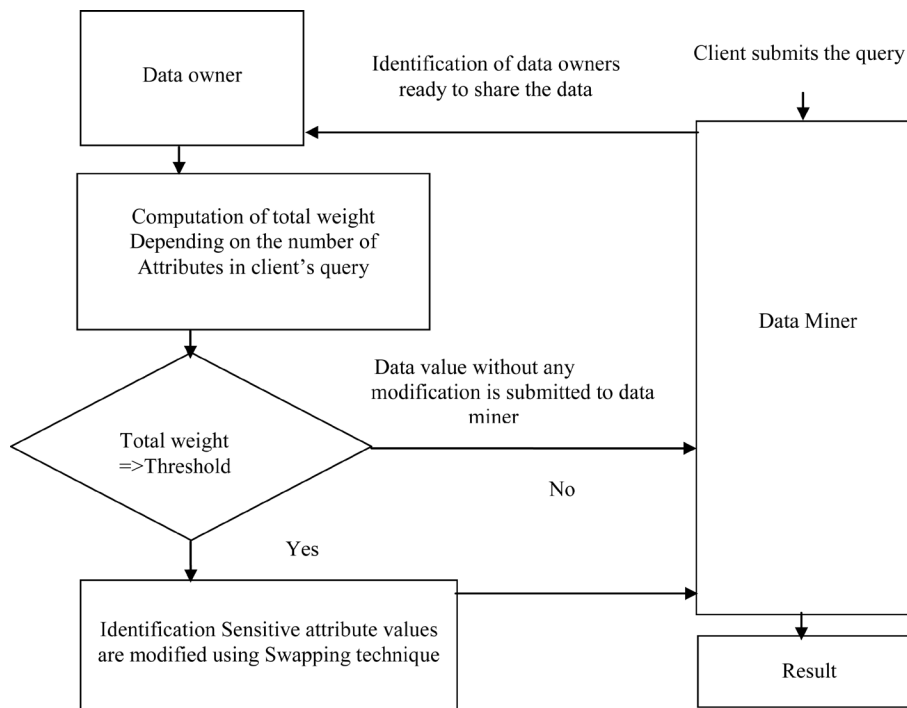 Client submits the query
Identification of data owners
ready to share the data
Data owner
Computation of total weight
Depending on the number of
Attributes in client’s query
Data Miner
Data value without any
modification is submitted to data
miner
Total weight
=>Threshold
No
Yes
Identification Sensitive attribute values
are modified using Swapping technique
Result